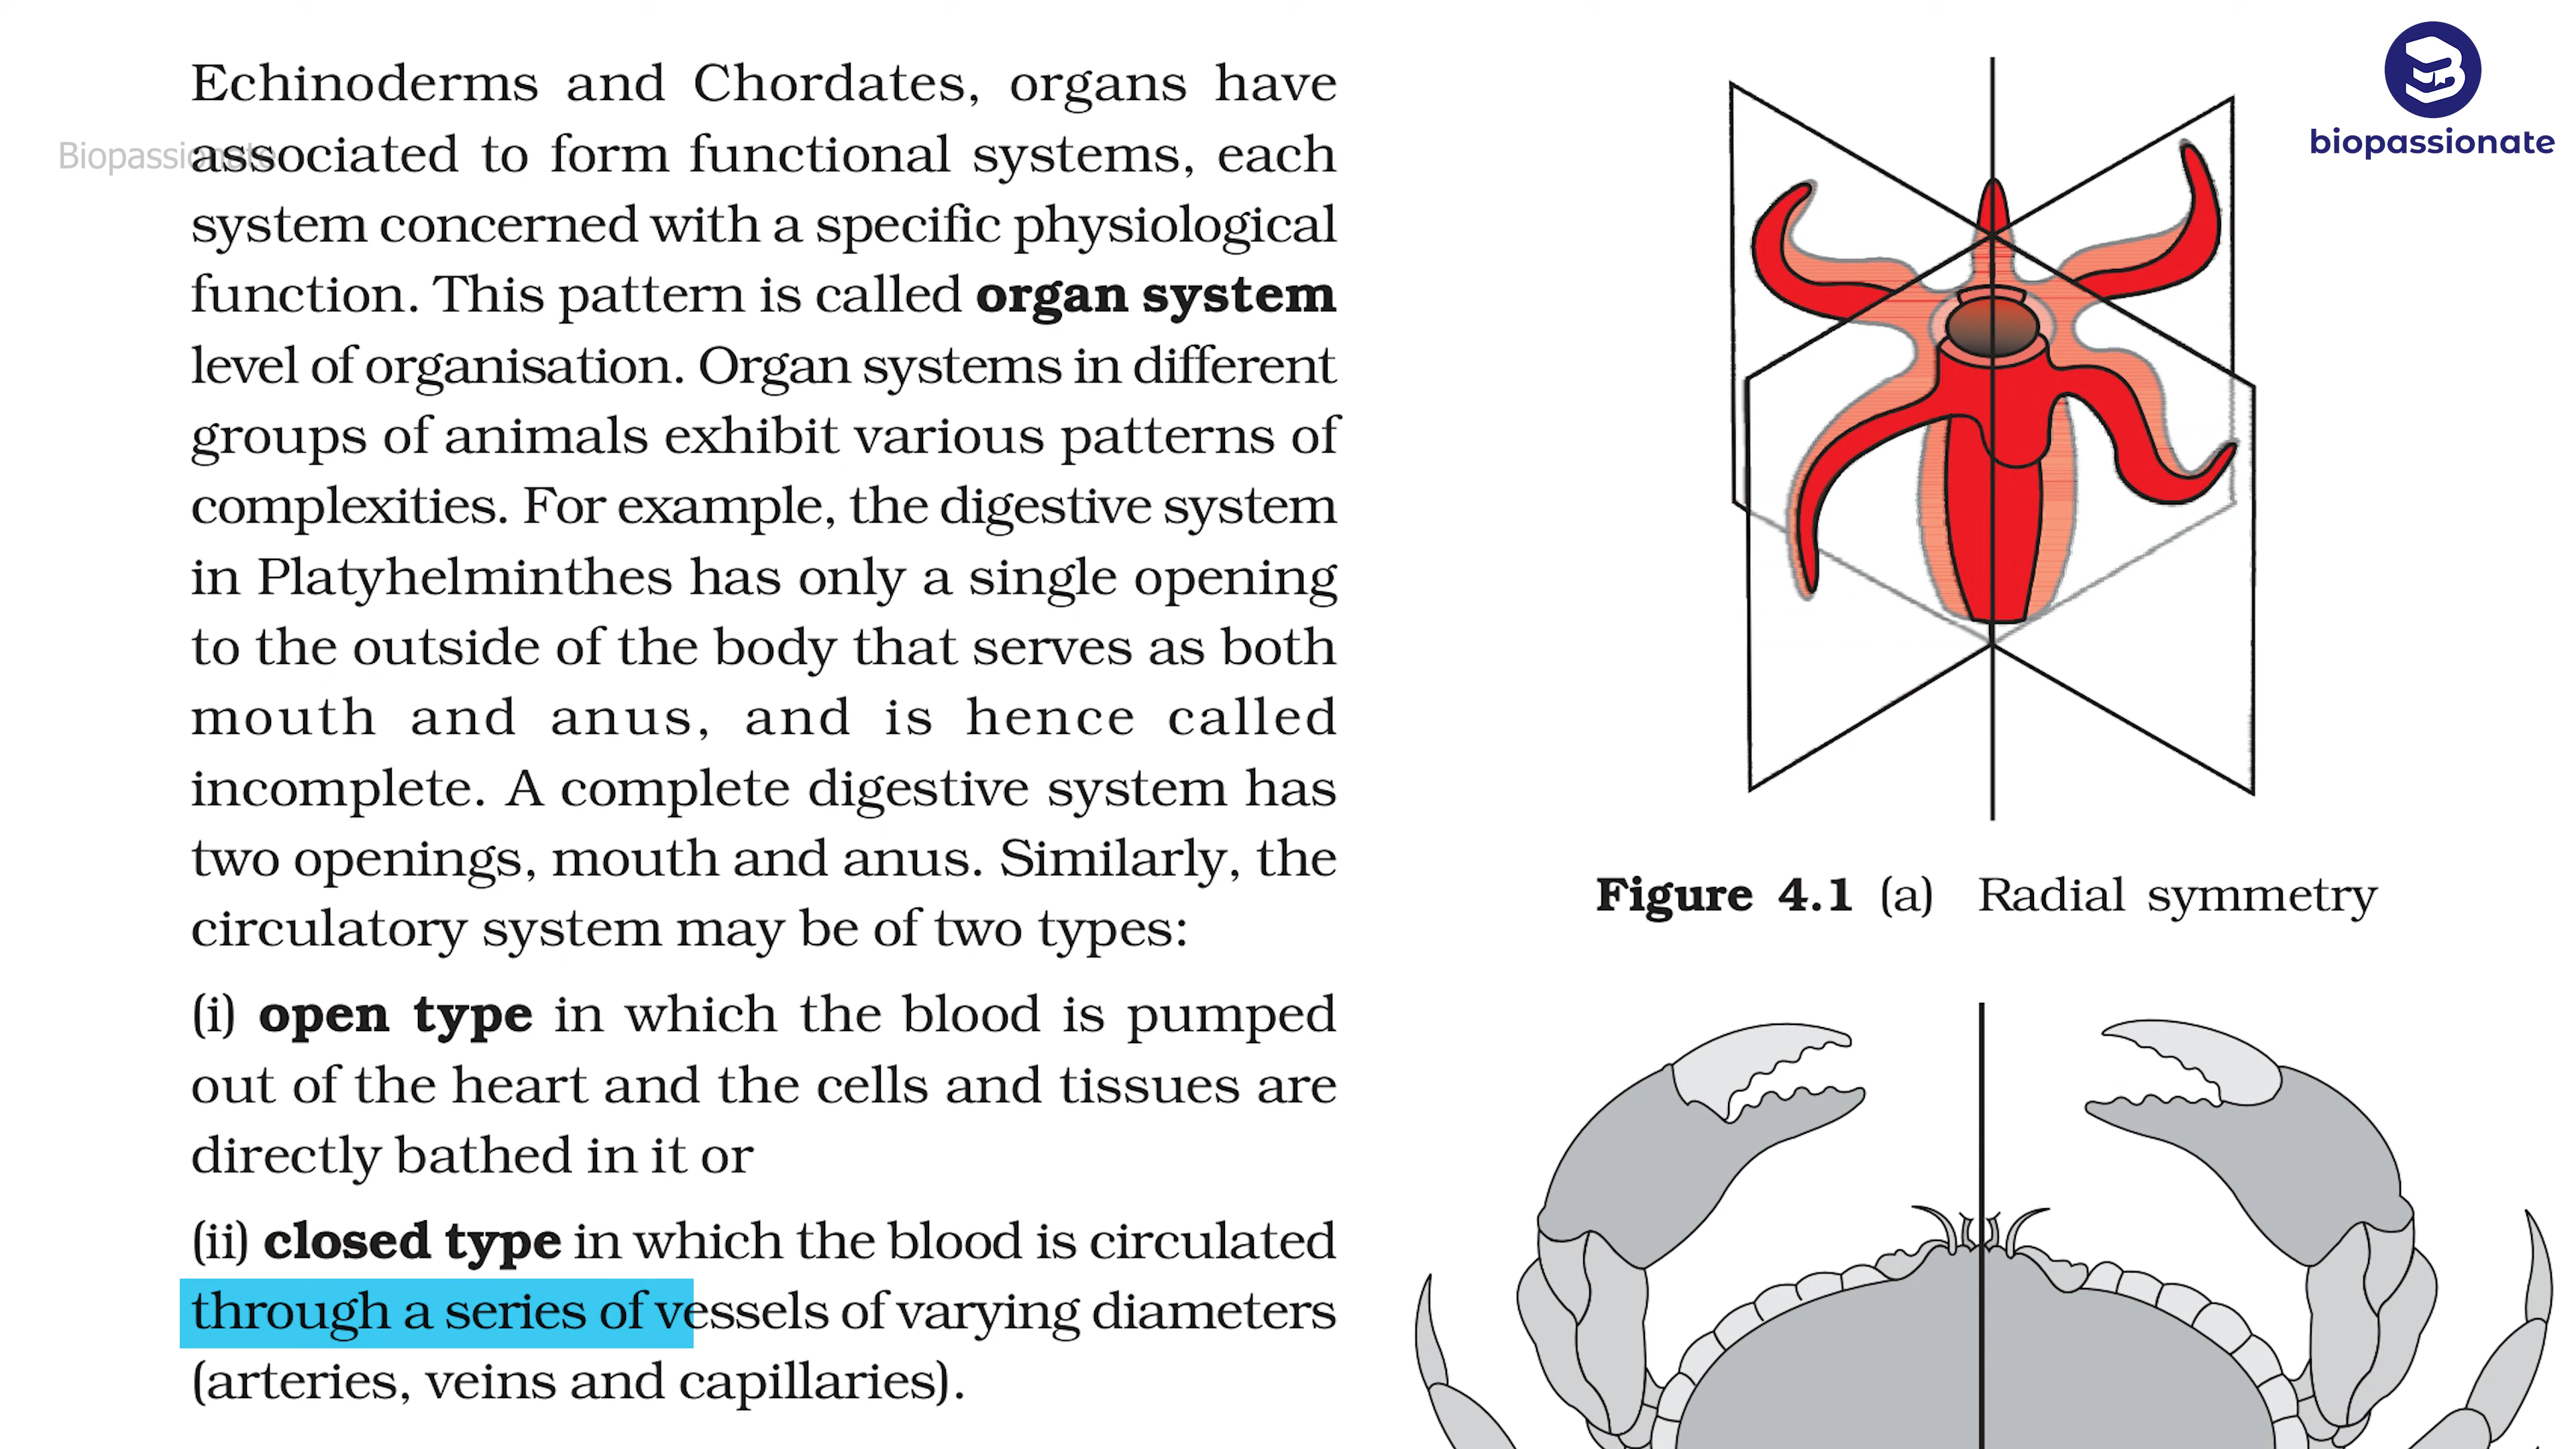 Echinoderms and Chordates, organs have
associated to form functional systems, each
system concerned with a specific physiological
function. This pattern is called organ system
level of organisation. Organ systems in different
groups of animals exhibit various patterns of
complexities. For example, the digestive system
in Platyhelminthes has only a single opening
to the outside of the body that serves as both
mouth and anus, and is hence called
incomplete. A complete digestive system has
two openings, mouth and anus. Similarly, the
circulatory system may be of two types:
(i) open type in which the blood is pumped
out of the heart and the cells and tissues are
directly bathed in it or
(ii) closed type in which the blood is circulated
through a series of vessels of varying diameters
(arteries, veins and capillaries).
Biopassionate
biopassionate
Figure 4.1 (a) Radial symmetry